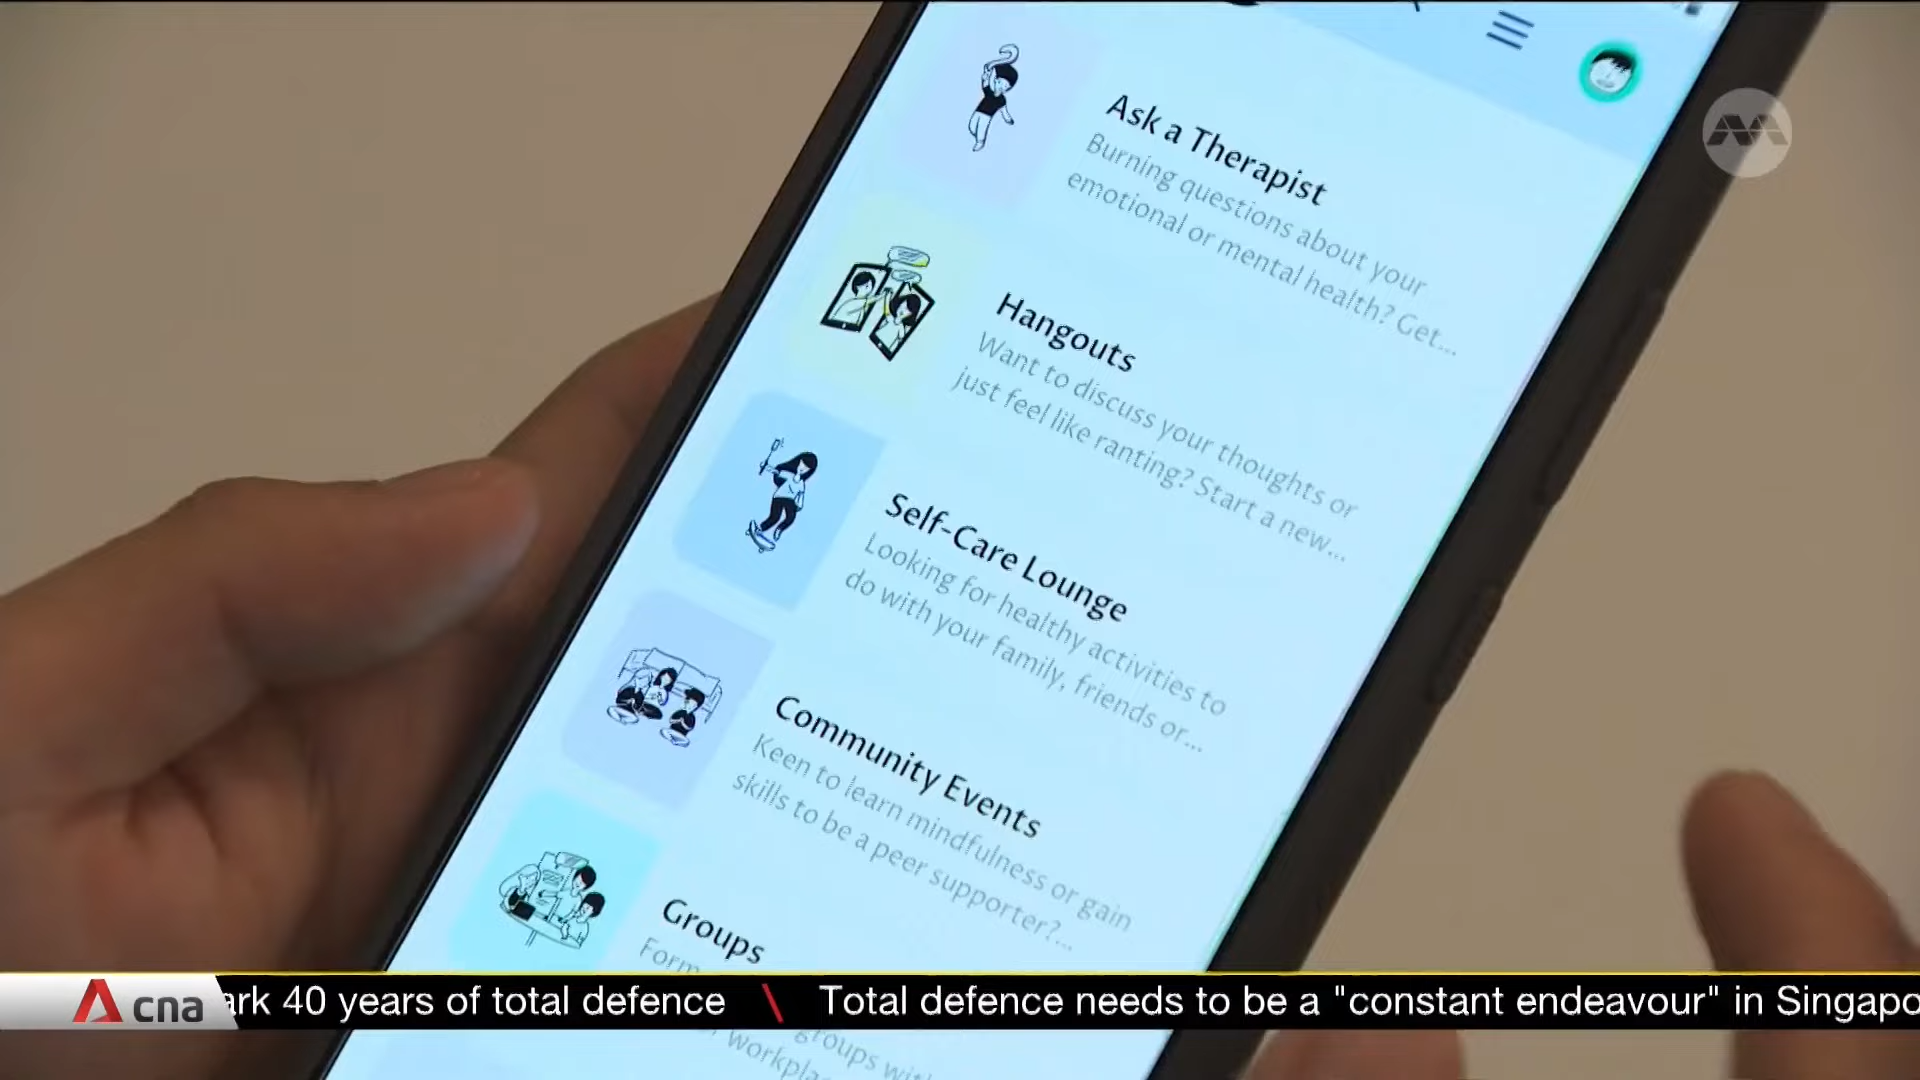 Ask a Therapist
Burning questions about your
emotional or mental health? Get...
Hangouts
Want to discuss your thoughts or
just feel like ranting? Start a new...
Self-Care Lounge
Looking for healthy activities to
do with your family, friends or...
Community Events
Keen to learn mindfulness or gain
skills to be a peer supporter?...
Groups
Form
groups
workpla
cna
ark 40 years of total defence \ Total defence needs to be a "constant endeavour" in Singapo